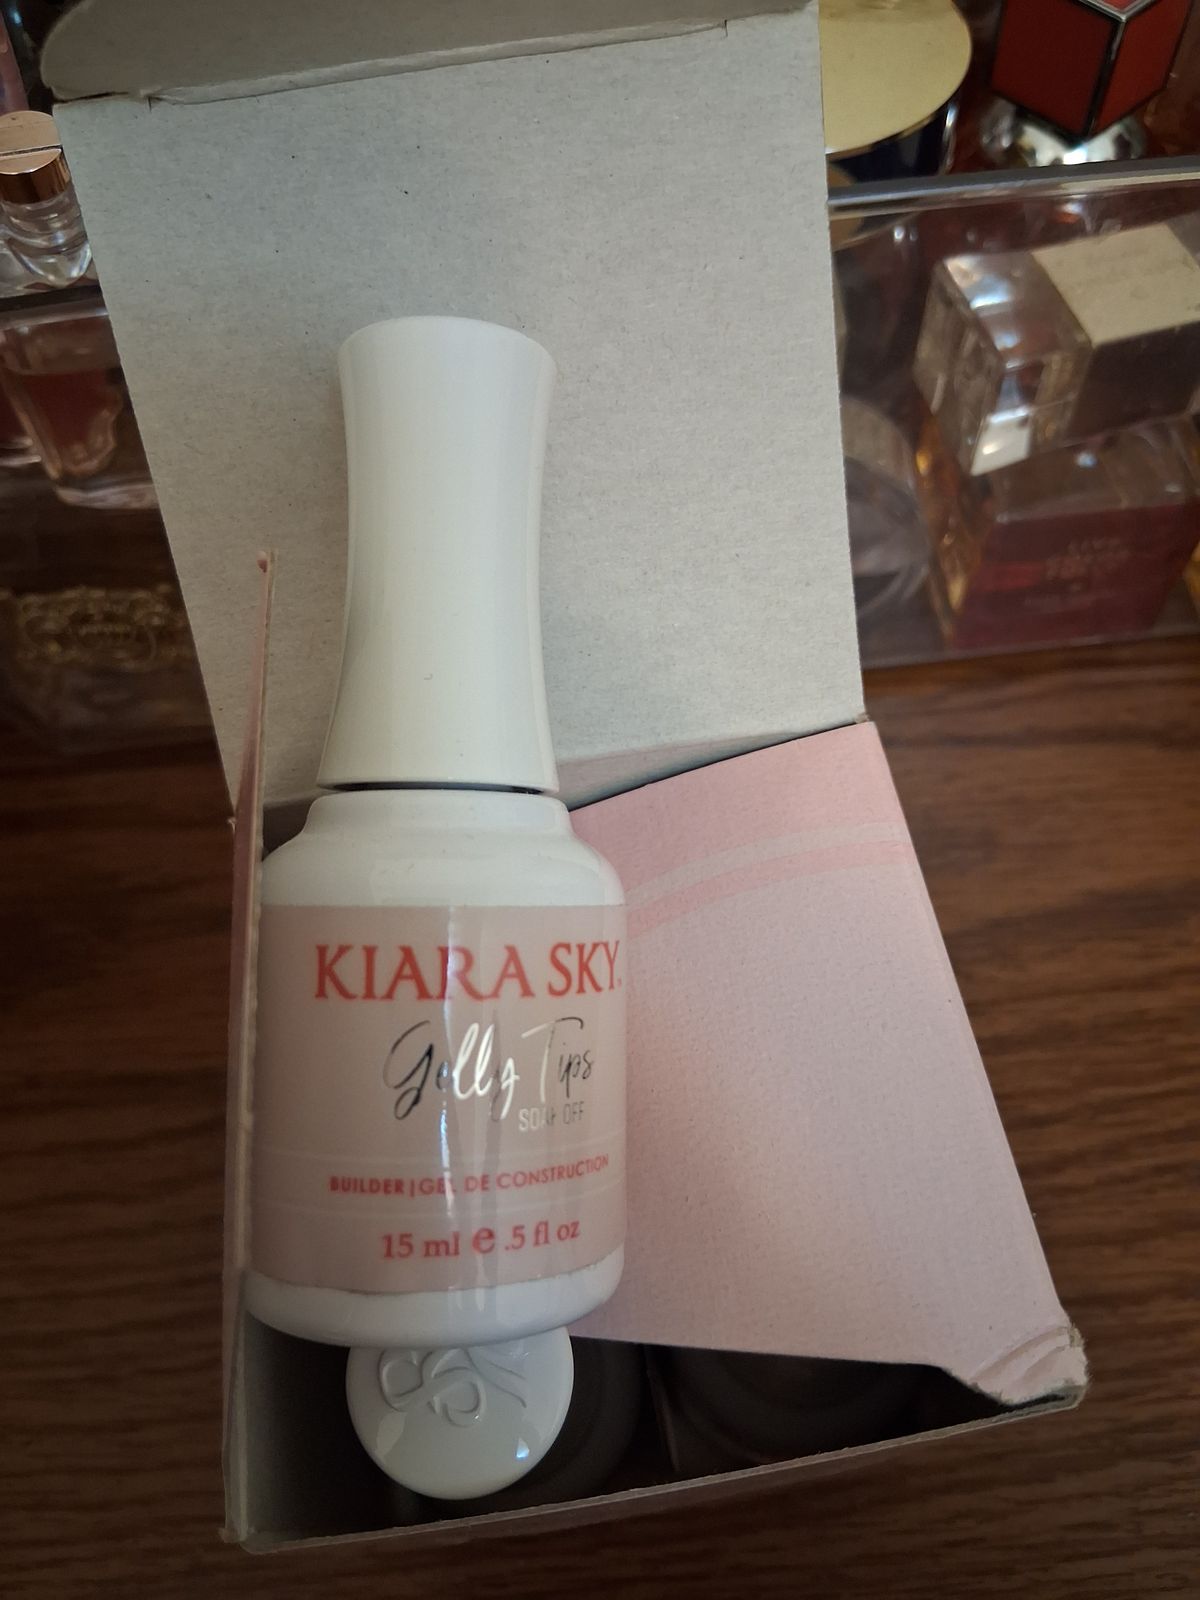 KIARA SKY
Gelly Tips
SOAK OFF
BUILDER | GEL DE CONSTRUCTION
15 ml e .5 fl oz